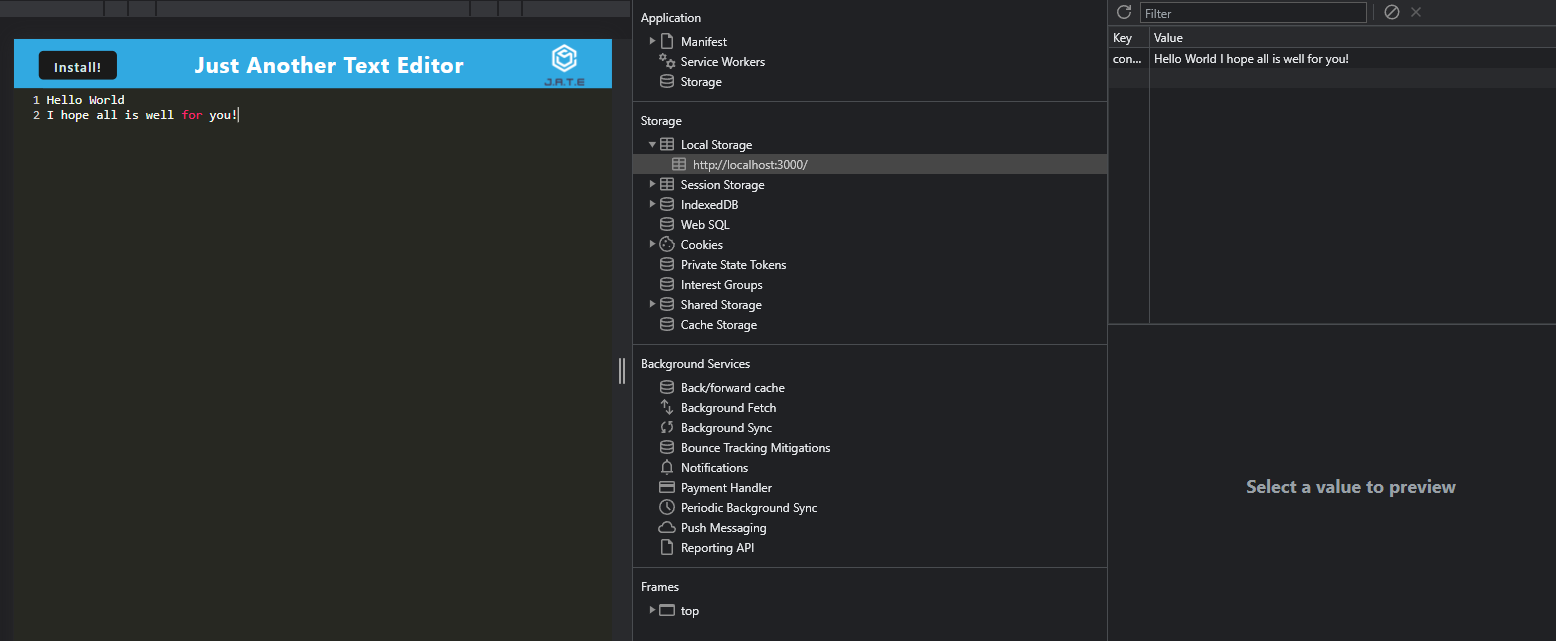 Install!
Just Another Text Editor
J.A.T.E
1 Hello World
2 I hope all is well for you!
Application
Manifest
Service Workers
Storage
Storage
Local Storage
http://localhost:3000/
Session Storage
IndexedDB
Web SQL
Cookies
Private State Tokens
Interest Groups
Shared Storage
Cache Storage
Background Services
Back/forward cache
Background Fetch
Background Sync
Bounce Tracking Mitigations
Notifications
Payment Handler
Periodic Background Sync
Push Messaging
Reporting API
Frames
top
Filter
Key Value
con... Hello World I hope all is well for you!
Select a value to preview